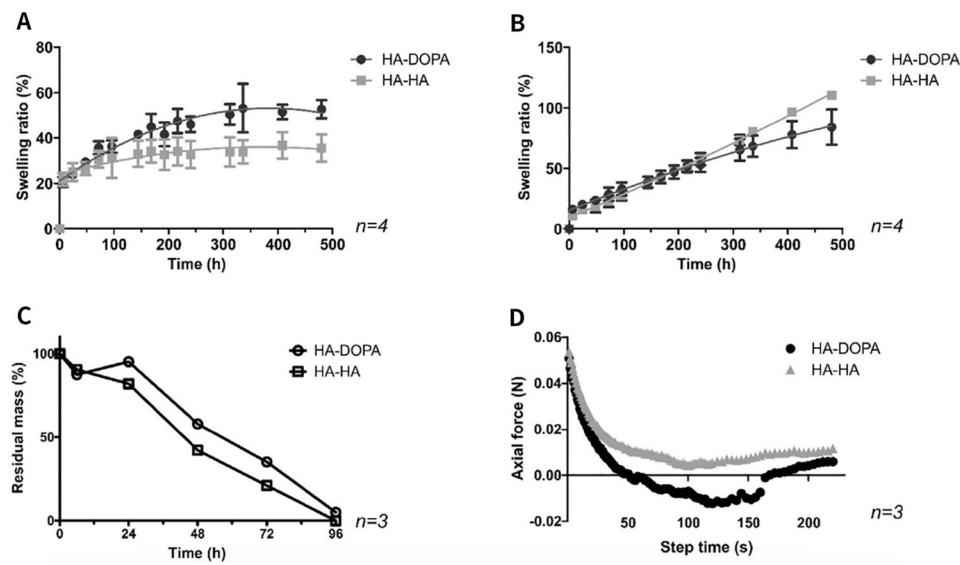 A
Swelling ratio (%)
80
60
40
20
0
0 100 200 300 400 500
Time (h)
HA-DOPA
HA-HA
n=4
B
Swelling ratio (%)
150
100
50
0
0 100 200 300 400 500
Time (h)
HA-DOPA
HA-HA
n=4
C
Residual mass (%)
100
50
0
0 24 48 72 96
Time (h)
HA-DOPA
HA-HA
n=3
D
Axial force (N)
0.06
0.04
0.02
0.00
-0.02
50 100 150 200
Step time (s)
HA-DOPA
HA-HA
n=3